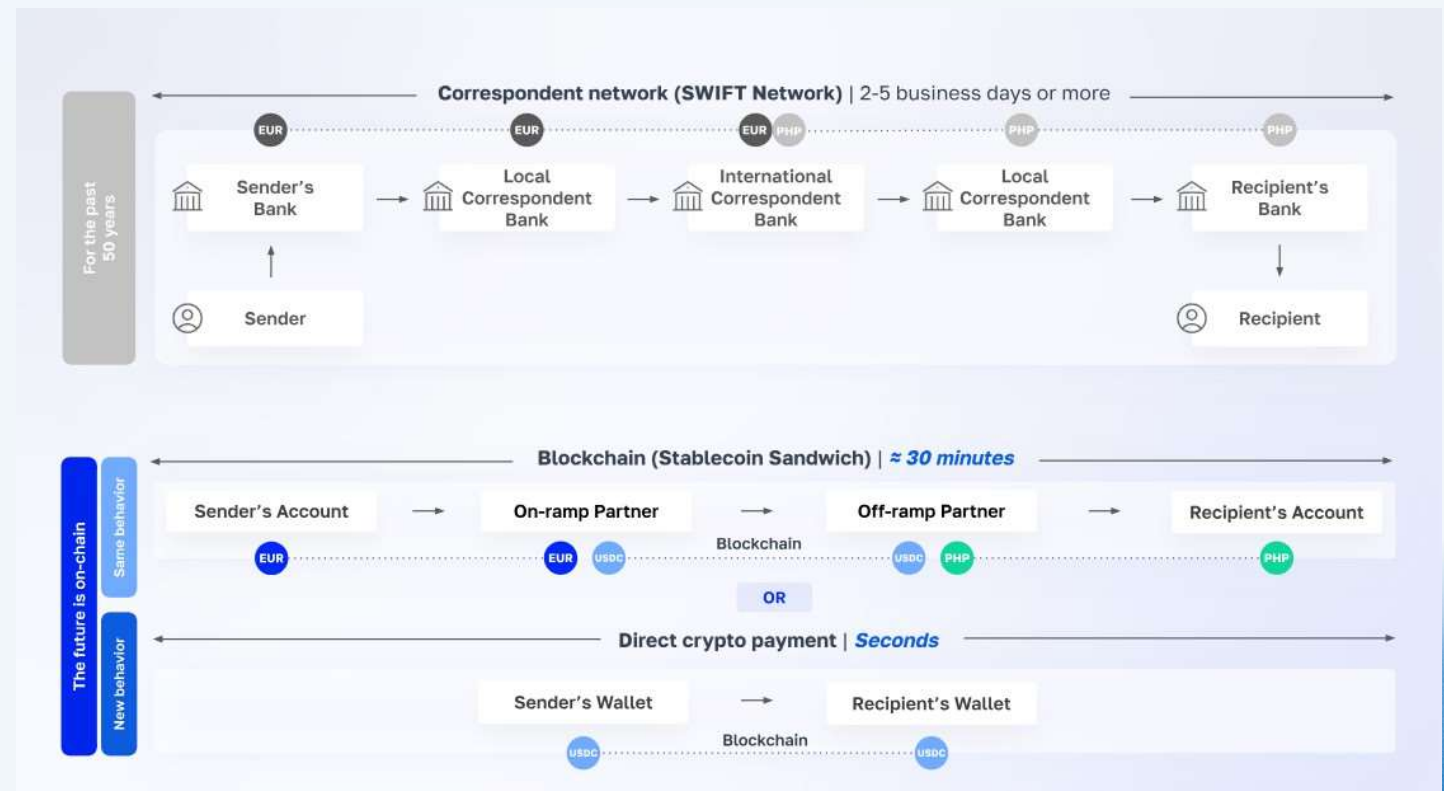 Correspondent network (SWIFT Network) | 2-5 business days or more
EUR
EUR
EUR PHP
PHP
PHP
For the past
50 years
Sender's
Bank
Local
Correspondent
Bank
International
Correspondent
Bank
Local
Correspondent
Bank
Recipient's
Bank
Sender
Recipient
Blockchain (Stablecoin Sandwich) | ≈ 30 minutes
The future is on-chain
Same behavior
Sender's Account
On-ramp Partner
Off-ramp Partner
Recipient's Account
Blockchain
EUR
EUR USDC
USDC PHP
PHP
OR
New behavior
Direct crypto payment | Seconds
Sender's Wallet
Recipient's Wallet
Blockchain
USDC
USDC